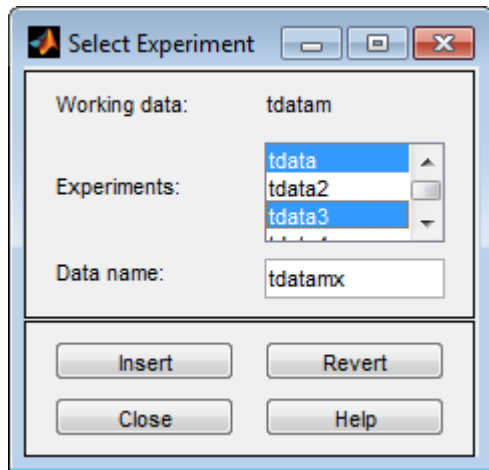 Select Experiment
Working data: tdatam
Experiments:
tdata
tdata2
tdata3
Data name: tdatamx
Insert Revert
Close Help